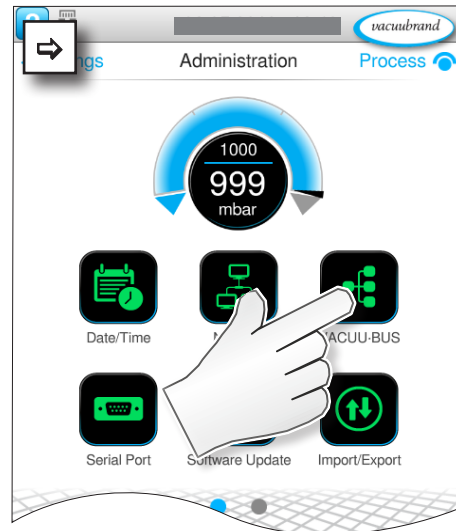 vacuubrand
ngs Administration Process
1000
999
mbar
Date/Time VACUU·BUS
Serial Port Software Update Import/Export